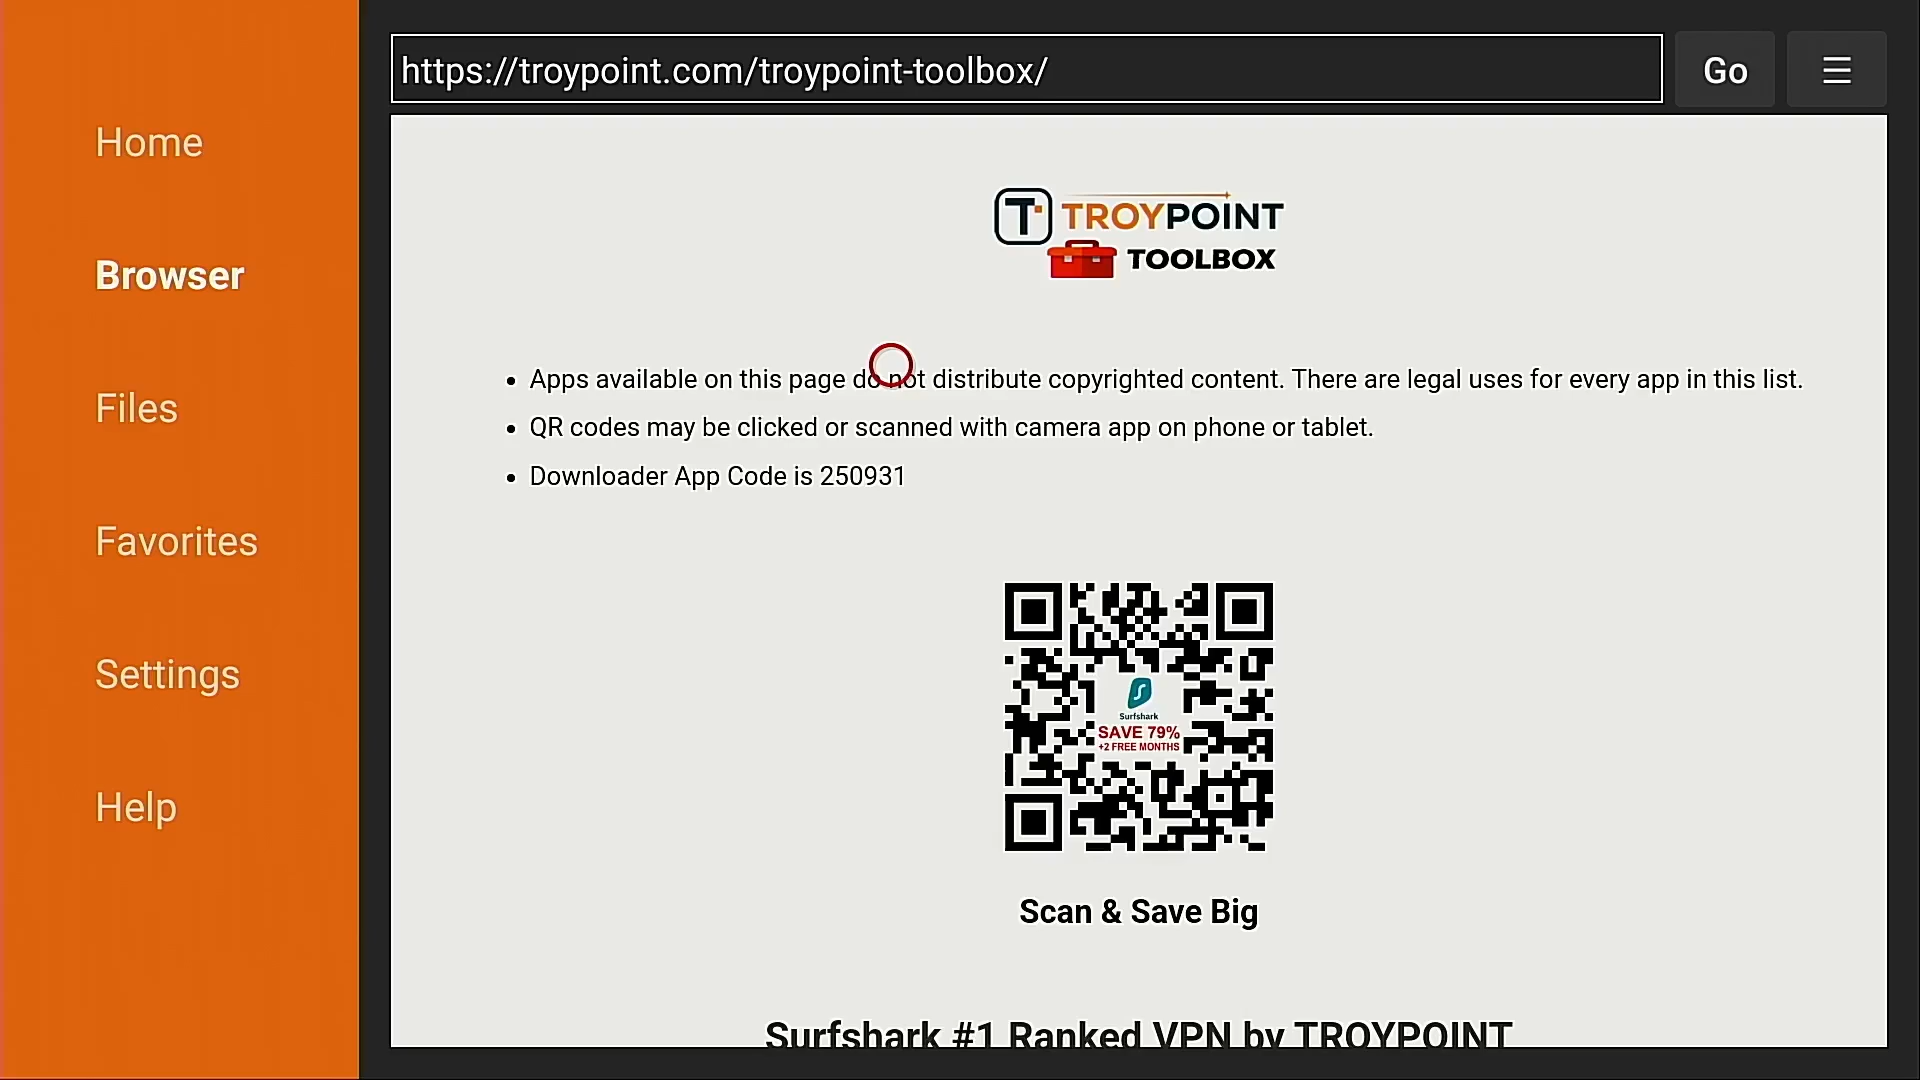 https://troypoint.com/troypoint-toolbox/
Go
Home
Browser
Files
Favorites
Settings
Help
T TROYPOINT
TOOLBOX
• Apps available on this page do not distribute copyrighted content. There are legal uses for every app in this list.
• QR codes may be clicked or scanned with camera app on phone or tablet.
• Downloader App Code is 250931
Surfshark
SAVE 79%
+2 FREE MONTHS
Scan & Save Big
Surfshark #1 Ranked VPN by TROYPOINT